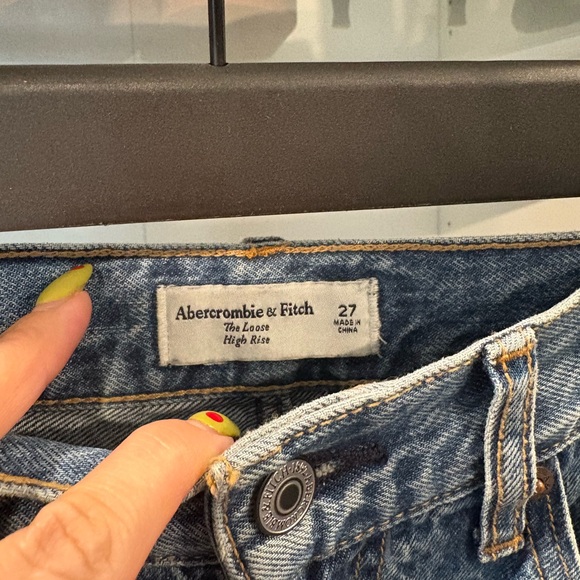 Abercrombie & Fitch
The Loose
High Rise
27
MADE IN
CHINA